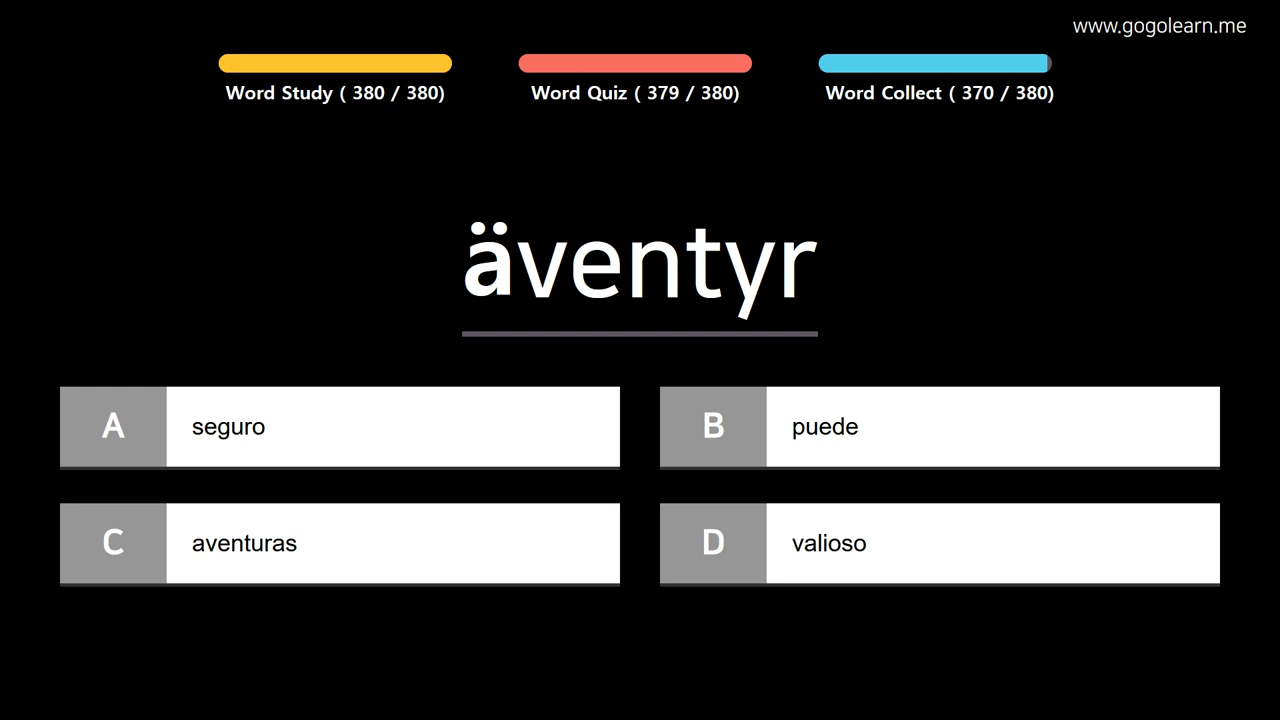 www.gogolearn.me
Word Study ( 380 / 380)
Word Quiz ( 379 / 380)
Word Collect ( 370 / 380)
äventyr
A seguro
B puede
C aventuras
D valioso